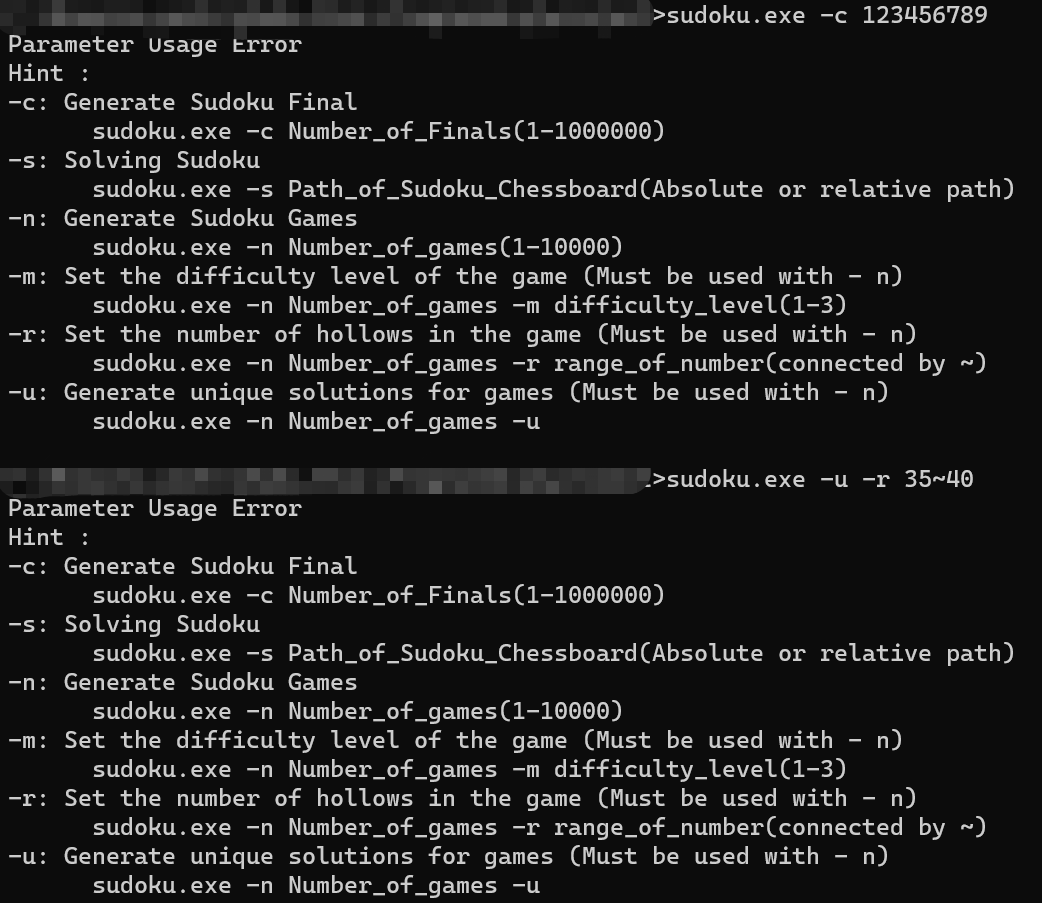 >sudoku.exe -c 123456789
Parameter Usage Error
Hint :
-c: Generate Sudoku Final
      sudoku.exe -c Number_of_Finals(1-1000000)
-s: Solving Sudoku
      sudoku.exe -s Path_of_Sudoku_Chessboard(Absolute or relative path)
-n: Generate Sudoku Games
      sudoku.exe -n Number_of_games(1-10000)
-m: Set the difficulty level of the game (Must be used with - n)
      sudoku.exe -n Number_of_games -m difficulty_level(1-3)
-r: Set the number of hollows in the game (Must be used with - n)
      sudoku.exe -n Number_of_games -r range_of_number(connected by ~)
-u: Generate unique solutions for games (Must be used with - n)
      sudoku.exe -n Number_of_games -u
>sudoku.exe -u -r 35~40
Parameter Usage Error
Hint :
-c: Generate Sudoku Final
      sudoku.exe -c Number_of_Finals(1-1000000)
-s: Solving Sudoku
      sudoku.exe -s Path_of_Sudoku_Chessboard(Absolute or relative path)
-n: Generate Sudoku Games
      sudoku.exe -n Number_of_games(1-10000)
-m: Set the difficulty level of the game (Must be used with - n)
      sudoku.exe -n Number_of_games -m difficulty_level(1-3)
-r: Set the number of hollows in the game (Must be used with - n)
      sudoku.exe -n Number_of_games -r range_of_number(connected by ~)
-u: Generate unique solutions for games (Must be used with - n)
      sudoku.exe -n Number_of_games -u